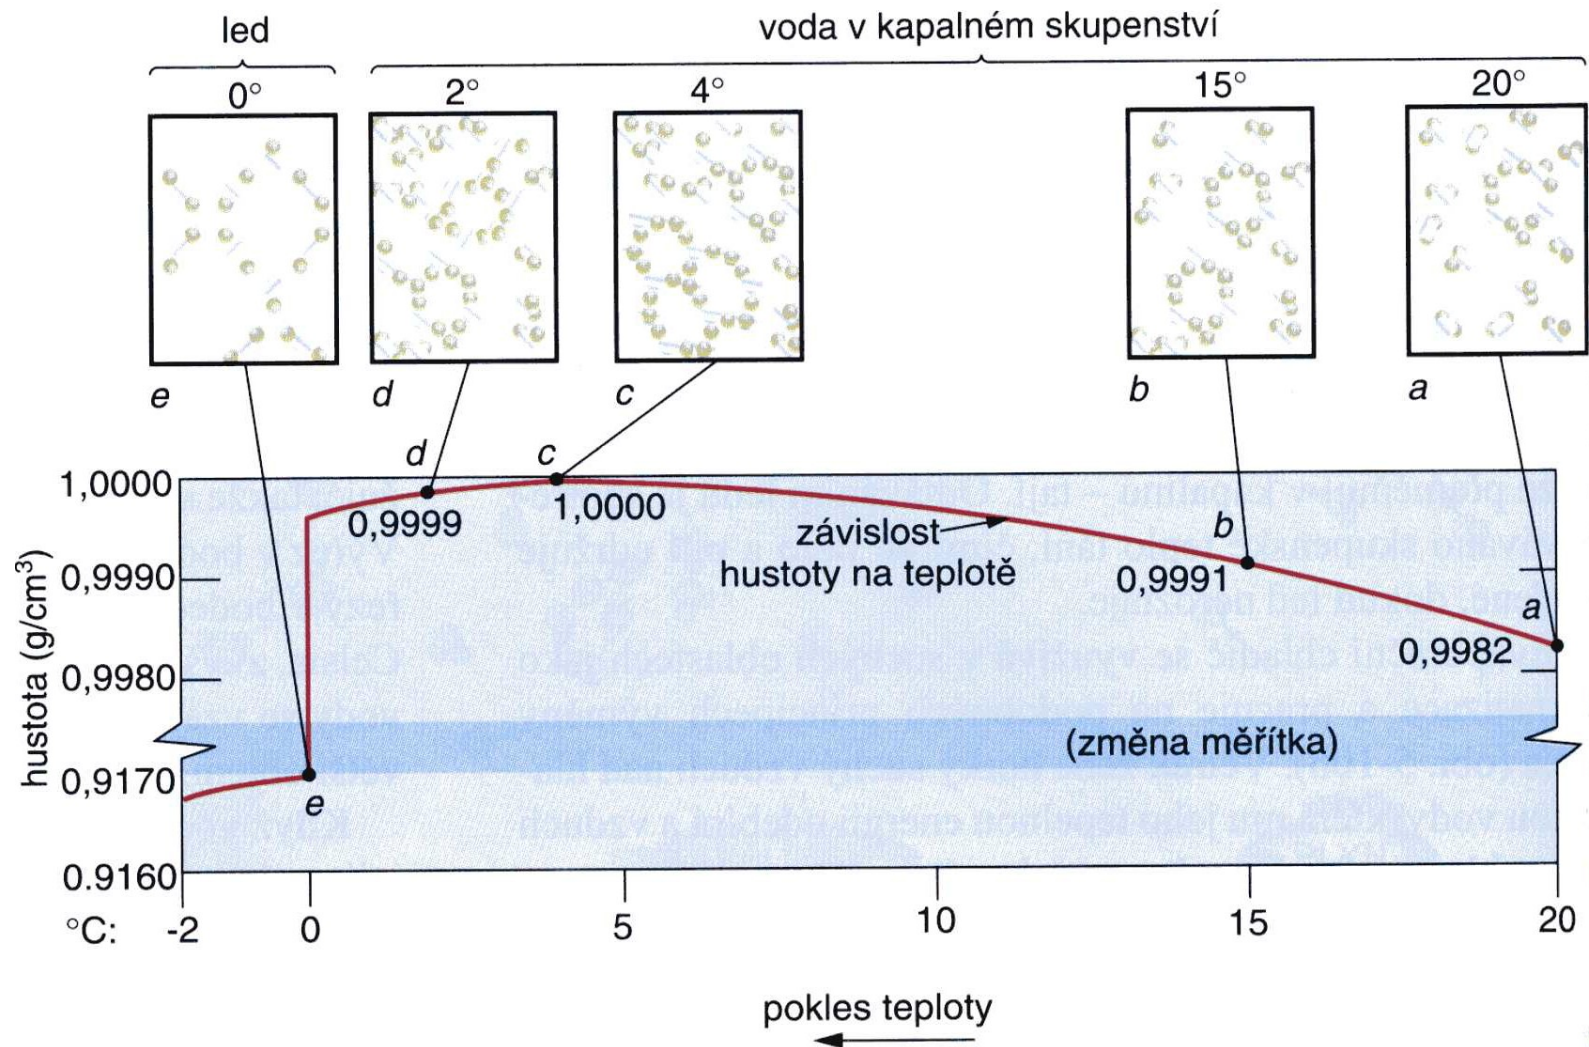 led
voda v kapalném skupenství
0°
2°
4°
15°
20°
e
d
c
b
a
d
c
1,0000
0,9999
1,0000
závislost
hustoty na teplotě
b
0,9991
a
0,9982
0,9990
0,9980
hustota (g/cm³)
(změna měřítka)
0,9170
e
0.9160
°C:
-2
0
5
10
15
20
pokles teploty